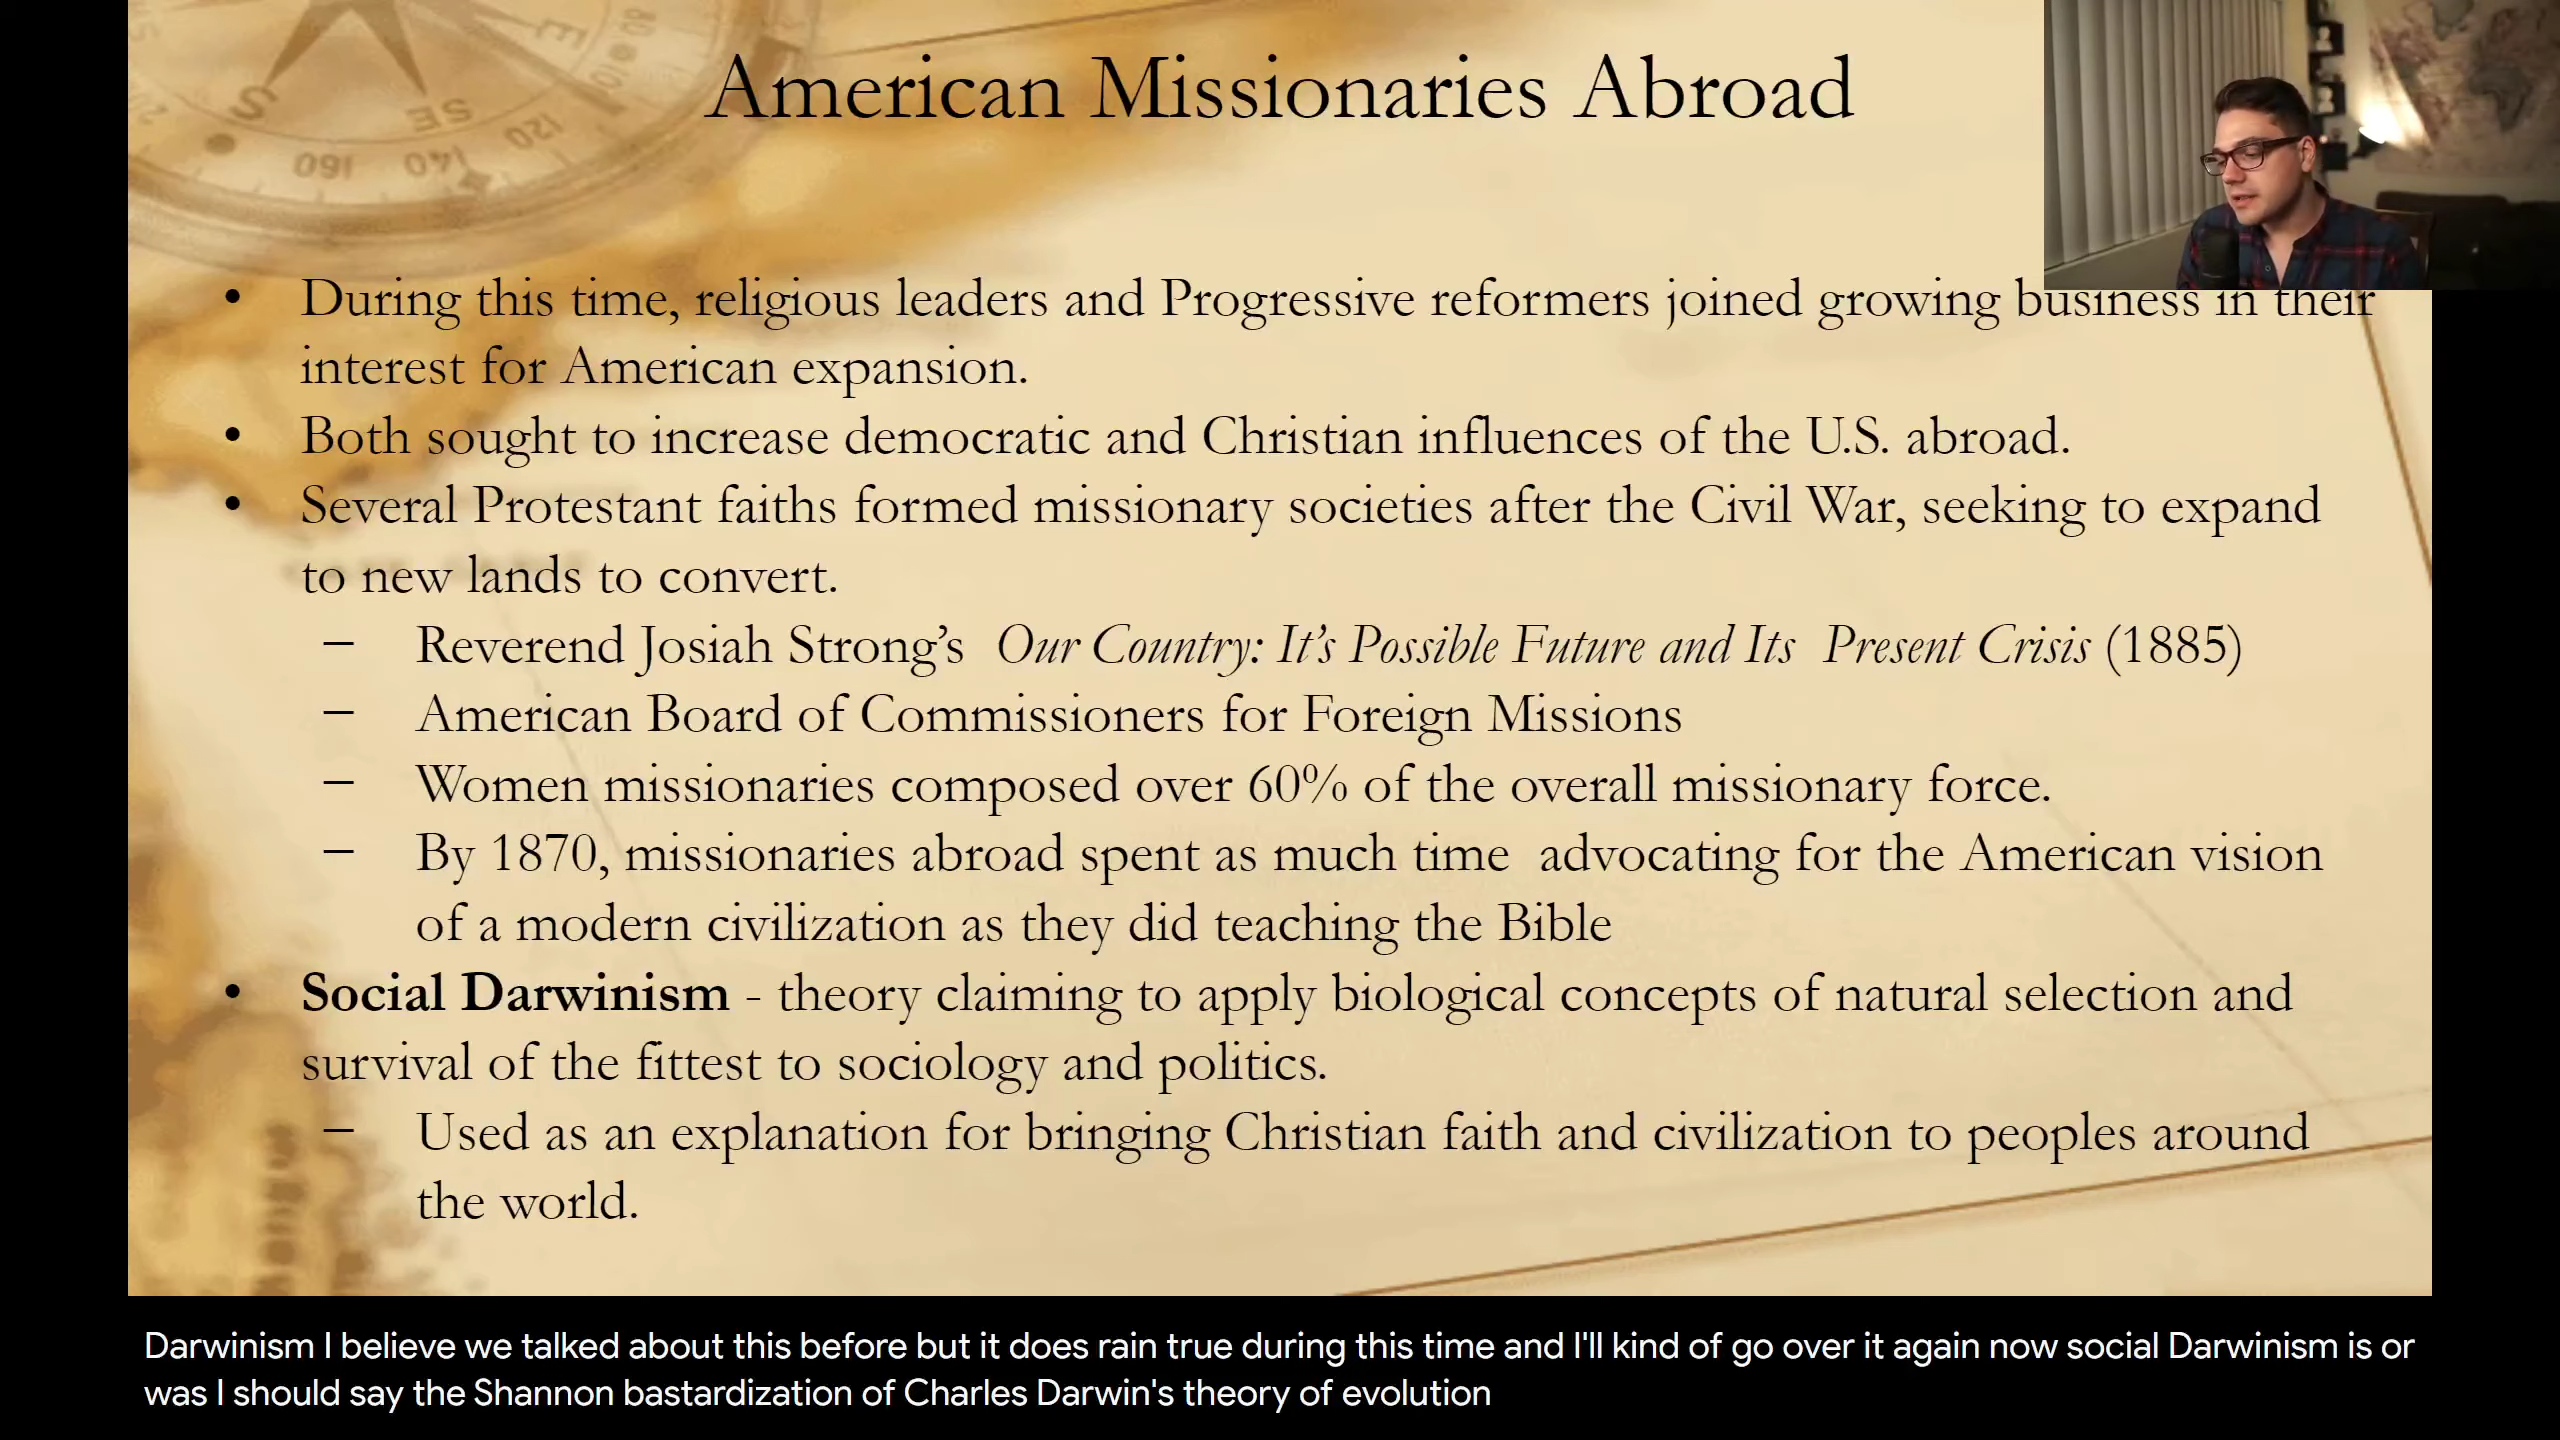 American Missionaries Abroad
• During this time, religious leaders and Progressive reformers joined growing business in their
interest for American expansion.
• Both sought to increase democratic and Christian influences of the U.S. abroad.
• Several Protestant faiths formed missionary societies after the Civil War, seeking to expand
to new lands to convert.
– Reverend Josiah Strong’s Our Country: It’s Possible Future and Its Present Crisis (1885)
– American Board of Commissioners for Foreign Missions
– Women missionaries composed over 60% of the overall missionary force.
– By 1870, missionaries abroad spent as much time advocating for the American vision
of a modern civilization as they did teaching the Bible
• Social Darwinism - theory claiming to apply biological concepts of natural selection and
survival of the fittest to sociology and politics.
– Used as an explanation for bringing Christian faith and civilization to peoples around
the world.
Darwinism I believe we talked about this before but it does rain true during this time and I'll kind of go over it again now social Darwinism is or
was I should say the Shannon bastardization of Charles Darwin's theory of evolution
S
SE
120
140
160
E